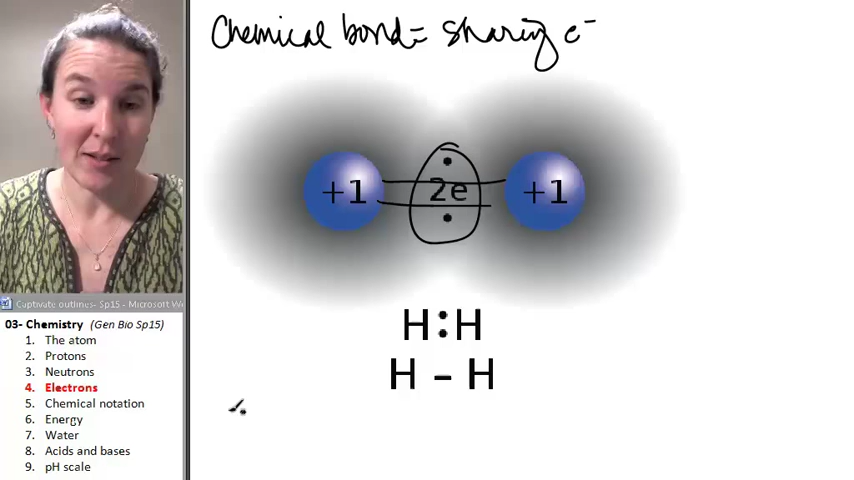 Chemical bond = sharing e-
+1 2e +1
H:H
H – H
Captivate outlines- Sp15 - Microsoft W
03- Chemistry (Gen Bio Sp15)
1. The atom
2. Protons
3. Neutrons
4. Electrons
5. Chemical notation
6. Energy
7. Water
8. Acids and bases
9. pH scale